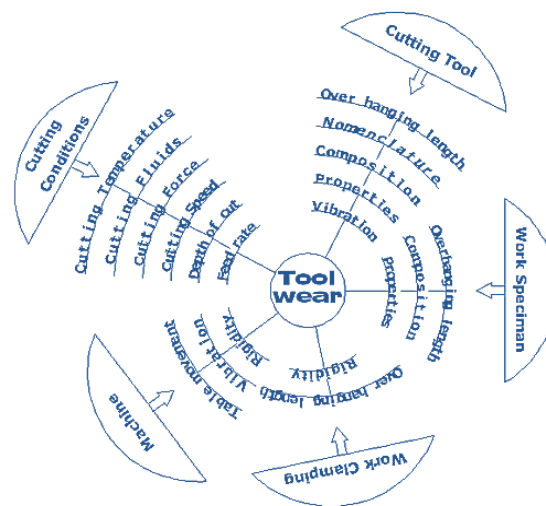 Cutting Tool
Over hanging length
Nomenclature
Composition
Properties
Vibration
Cutting
Conditions
Cutting Temperature
Cutting Fluids
Cutting Force
Cutting Speed
Depth of Cut
Feed rate
Tool
wear
Work Speciman
Overhanging length
Composition
Properties
Machine
Table movement
Vibration
Rigidity
Work Clamping
Over hanging length
Rigidity